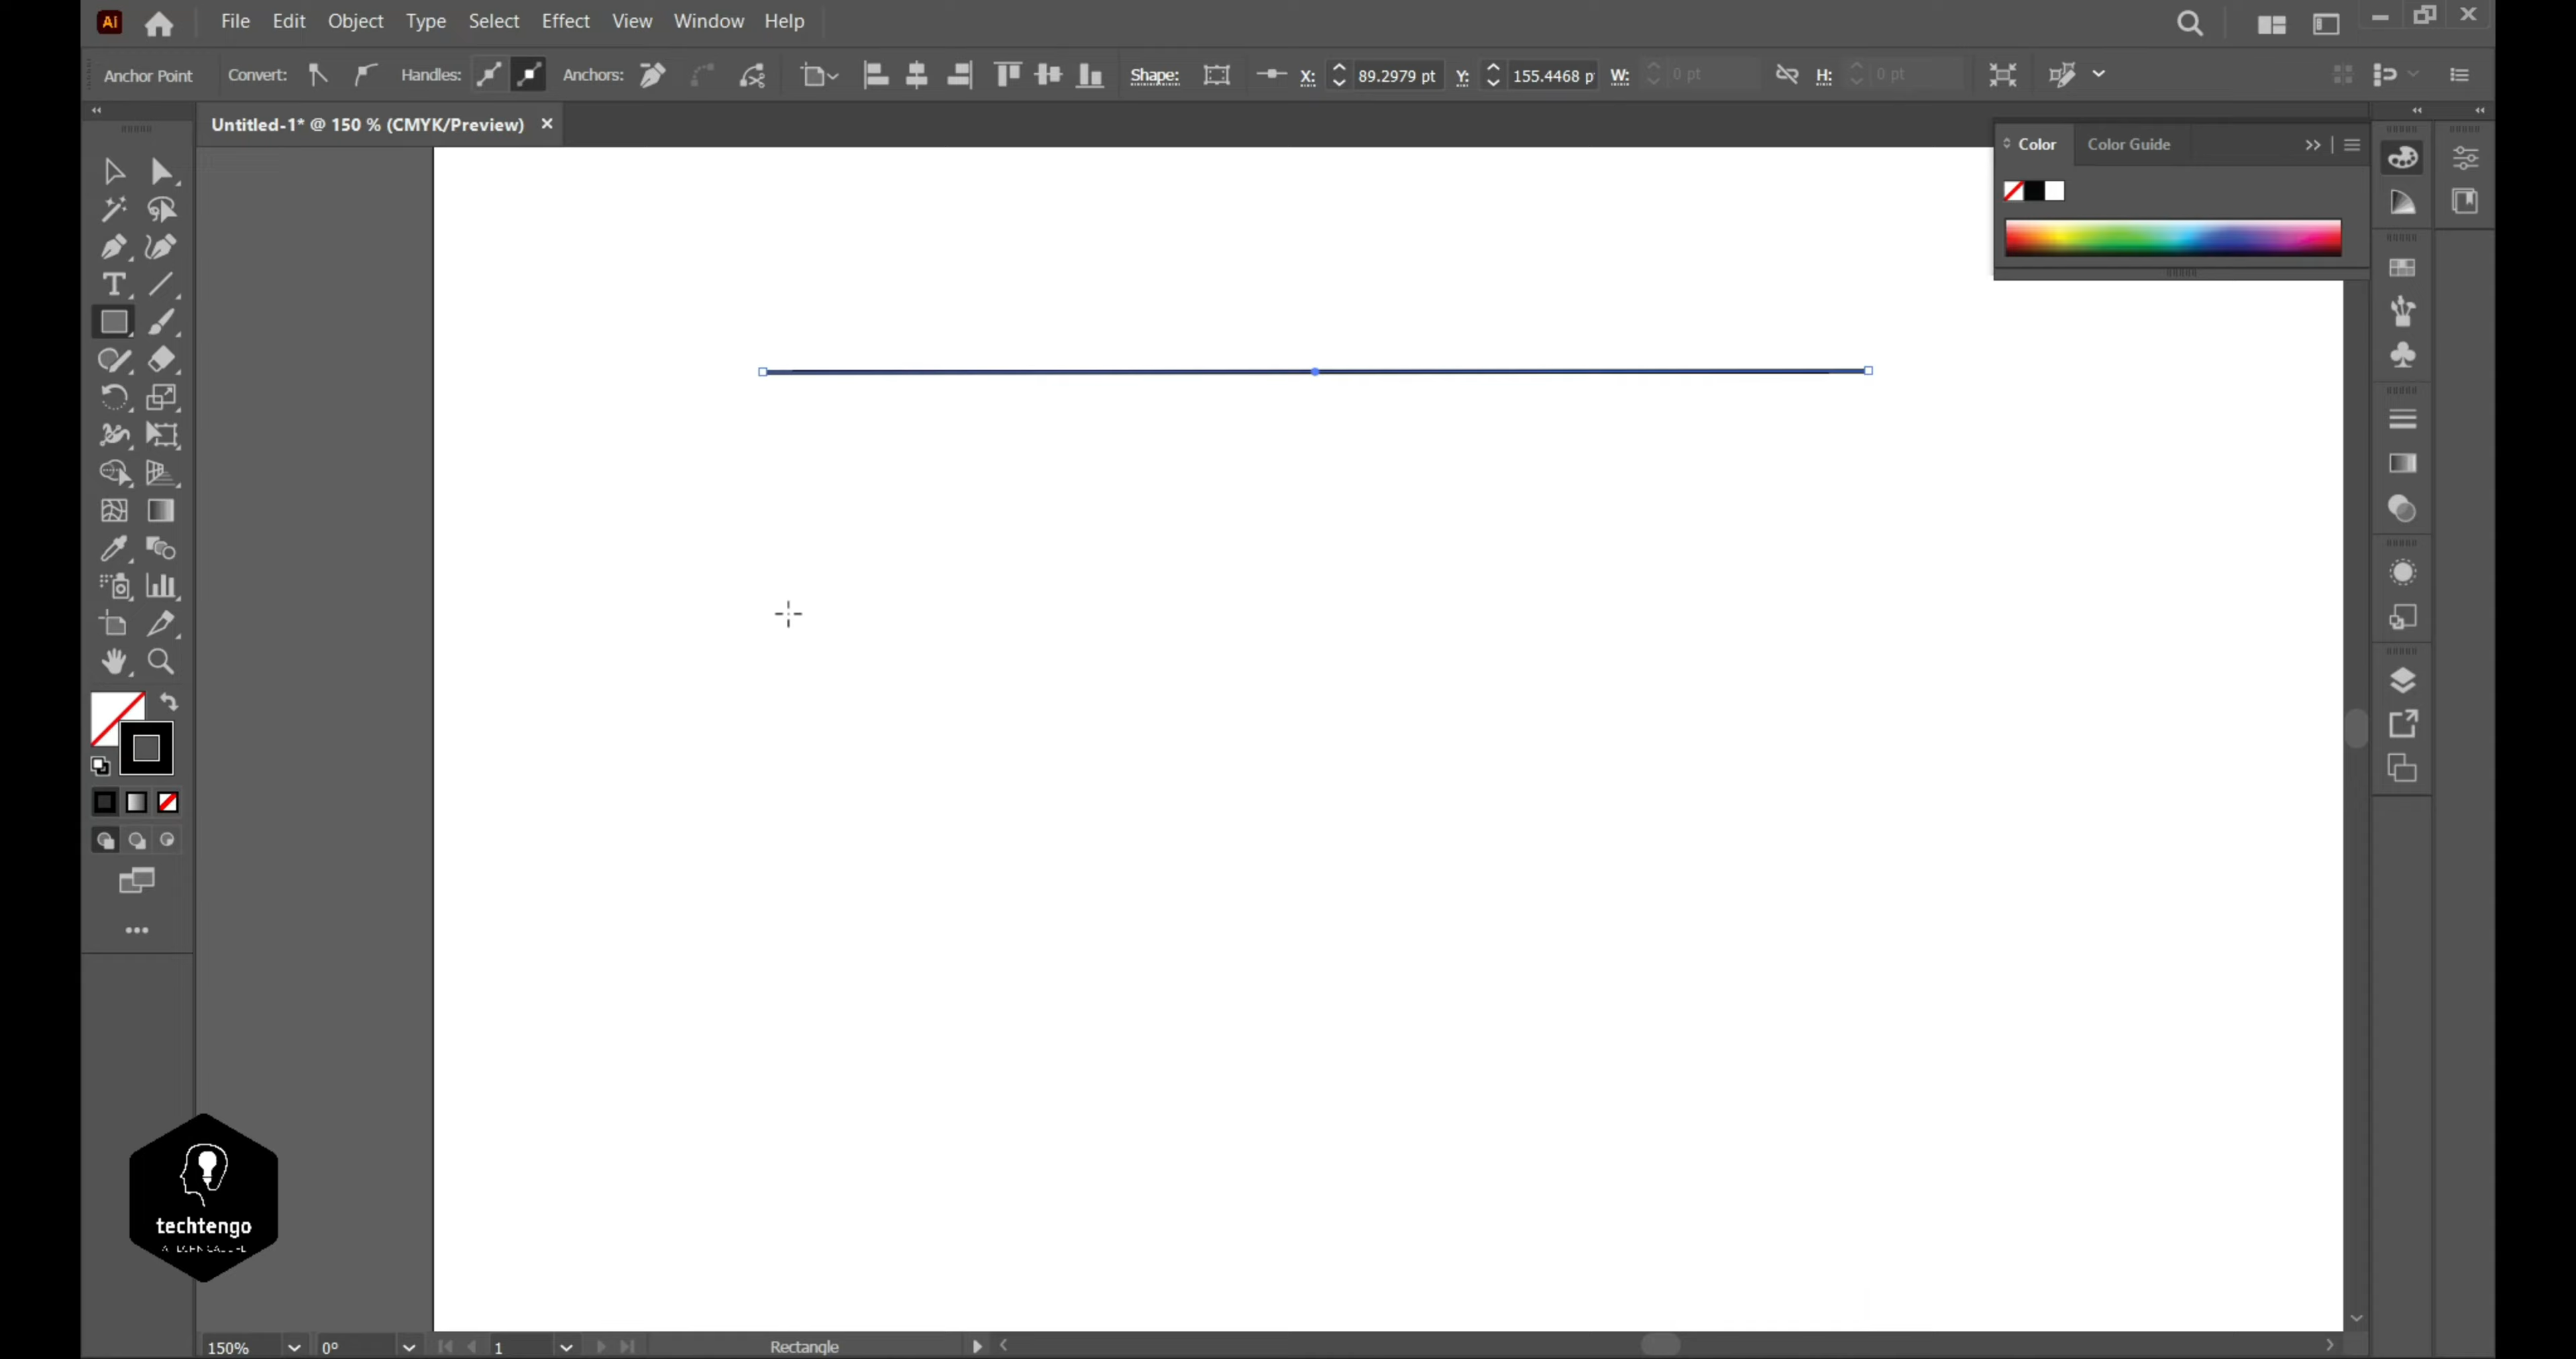 Ai File Edit Object Type Select Effect View Window Help
Anchor Point Convert: Handles: Anchors: Shape: X: 89.2979 pt Y: 155.4468 p W: 0 pt H: 0 pt
Untitled-1* @ 150 % (CMYK/Preview)
Color Color Guide
techtengo
150% 0° 1 Rectangle